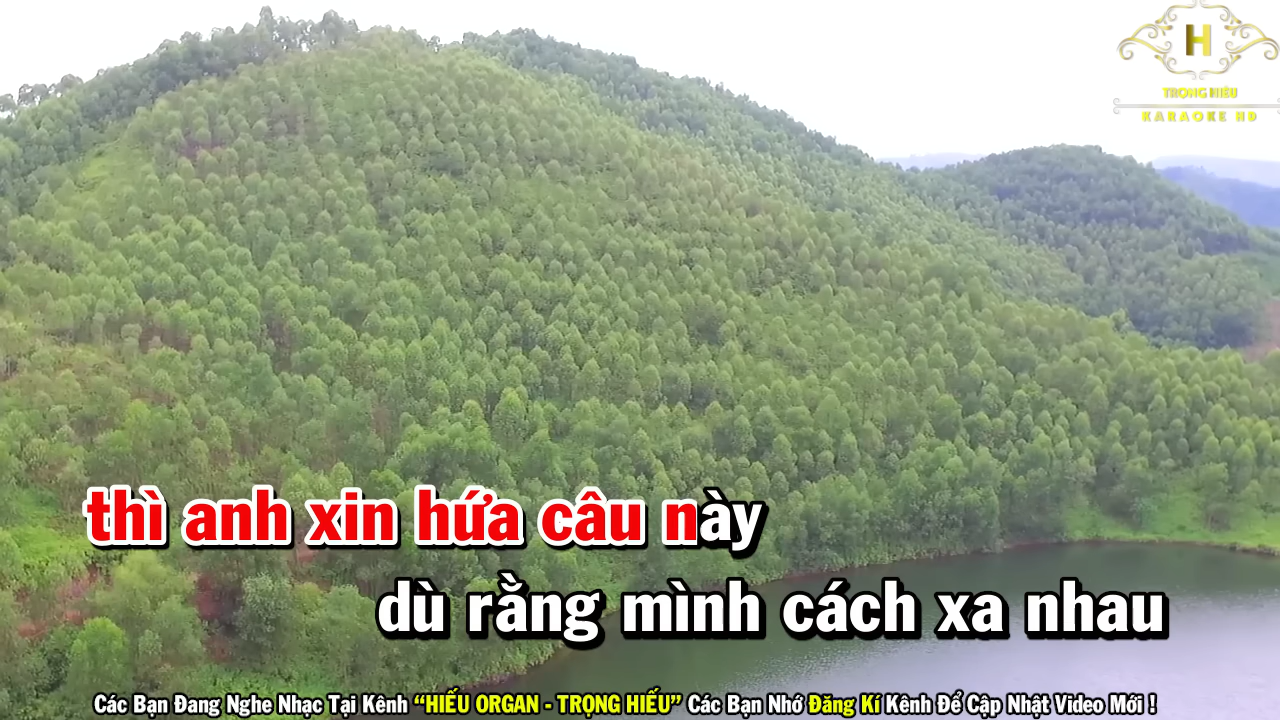 H
TRỌNG HIẾU
KARAOKE HD
thì anh xin hứa câu này
dù rằng mình cách xa nhau
Các Bạn Đang Nghe Nhạc Tại Kênh “HIẾU ORGAN - TRỌNG HIẾU” Các Bạn Nhớ Đăng Kí Kênh Để Cập Nhật Video Mới !